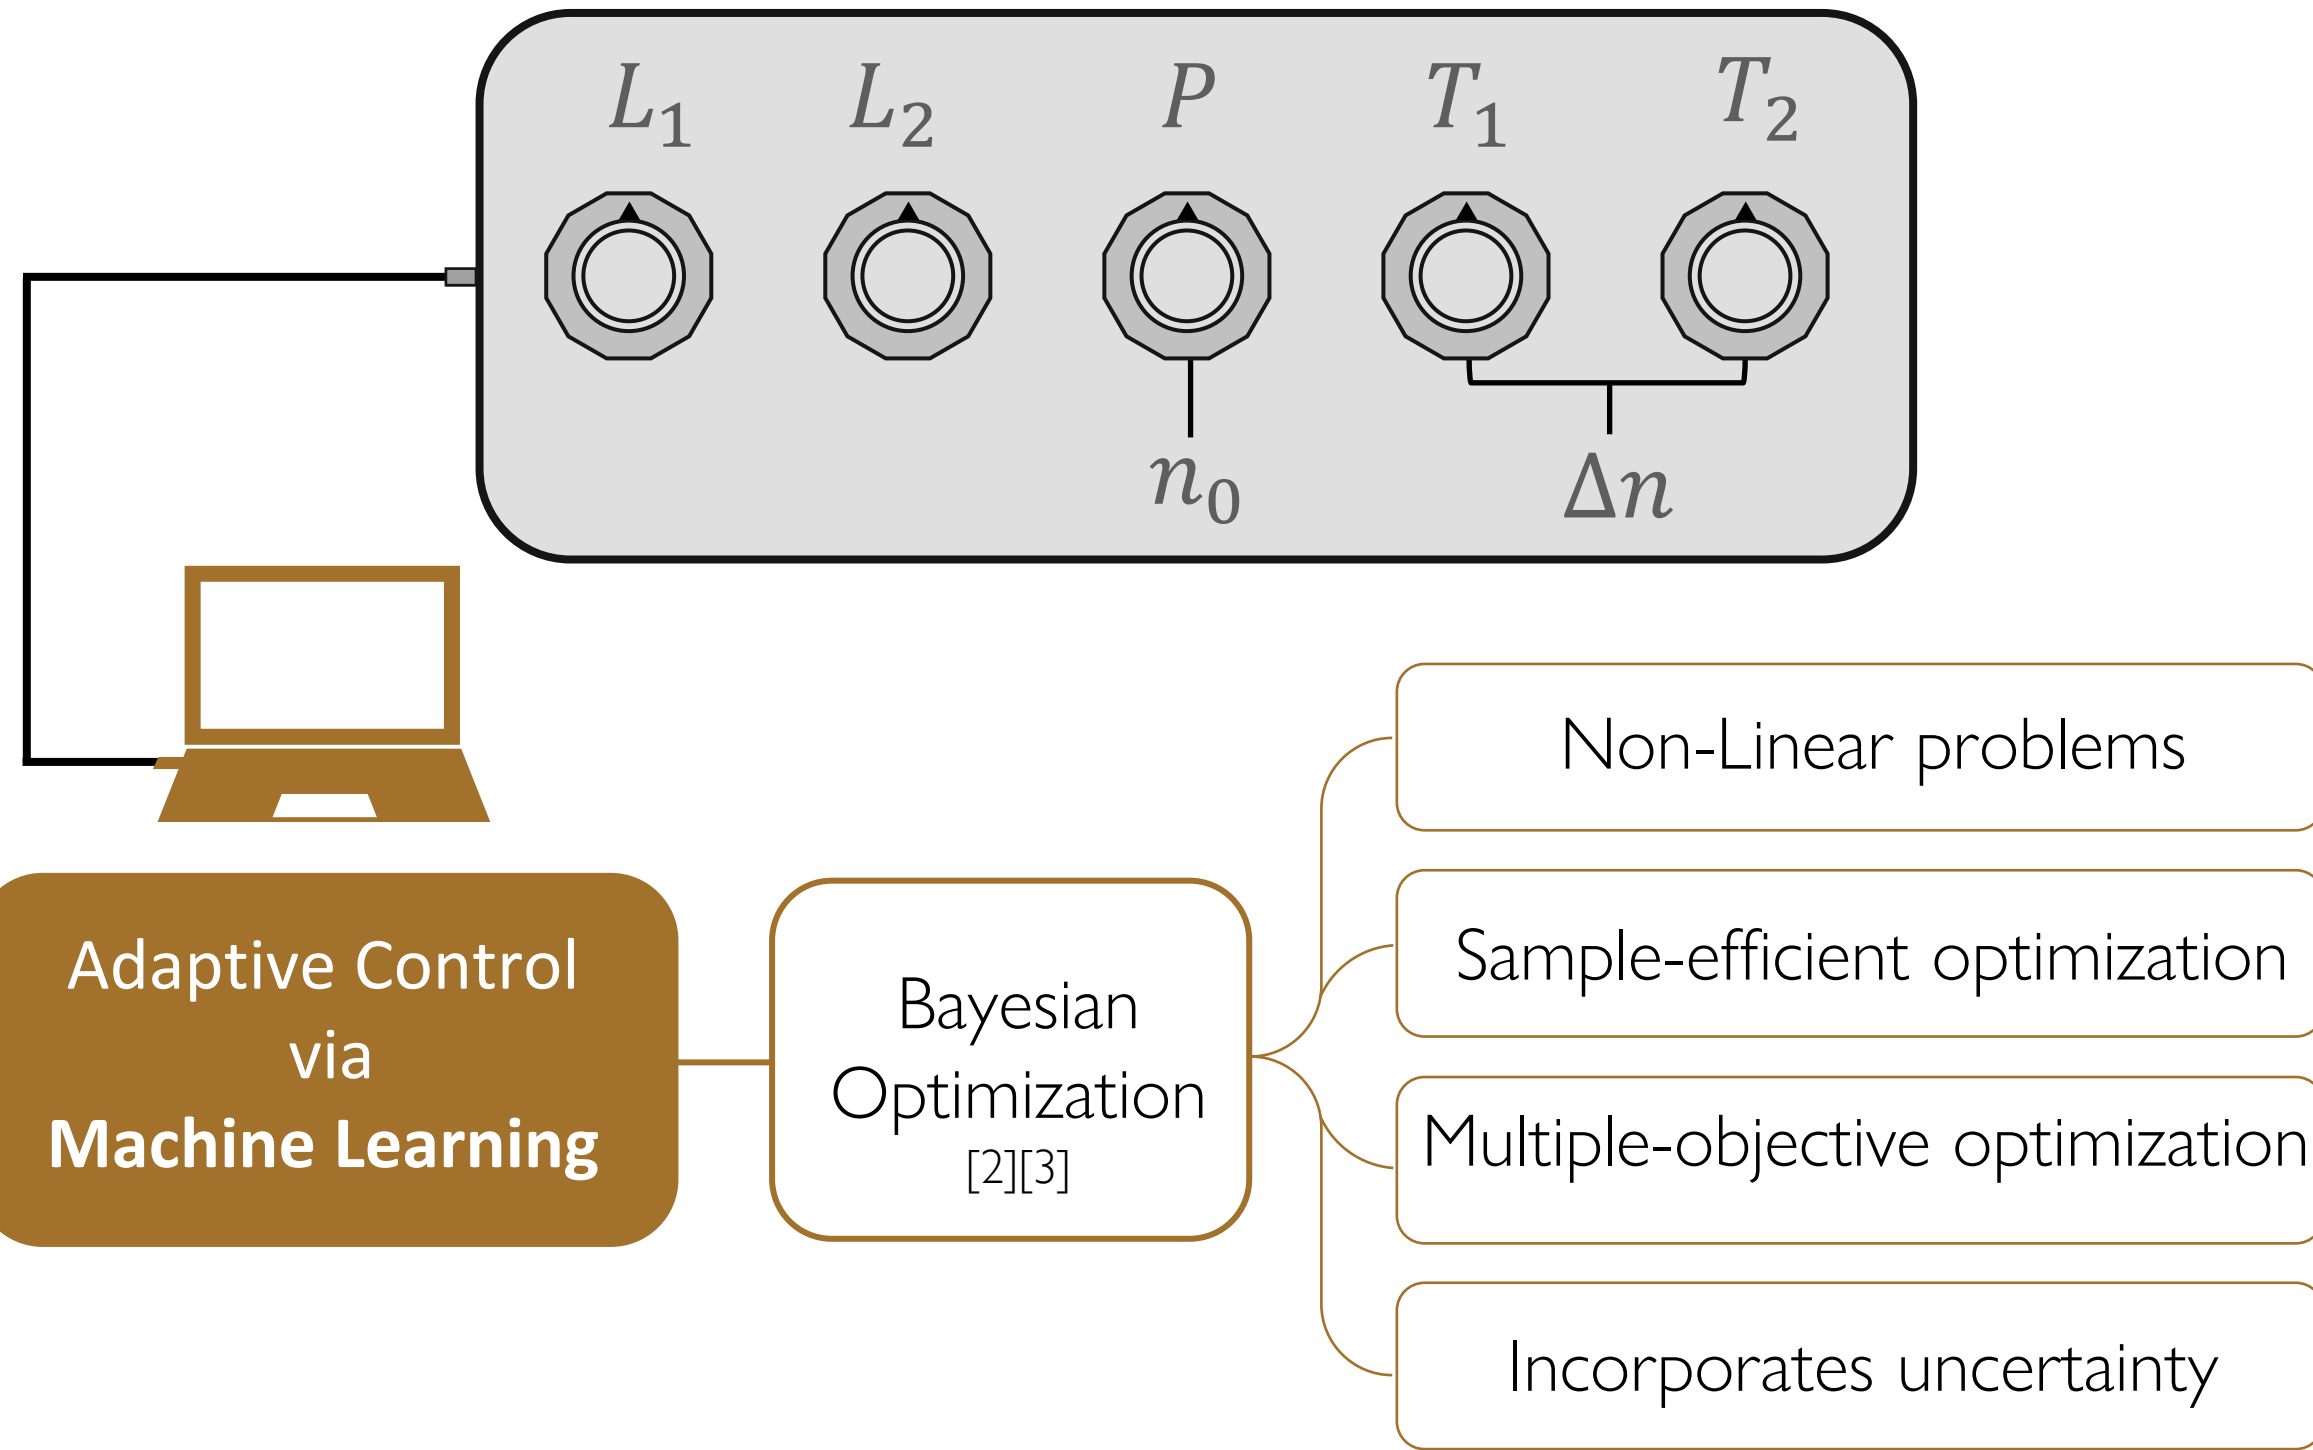 L₁ L₂ P T₁ T₂
n₀ Δn
Adaptive Control
via
Machine Learning
Bayesian
Optimization
[2][3]
Non-Linear problems
Sample-efficient optimization
Multiple-objective optimization
Incorporates uncertainty